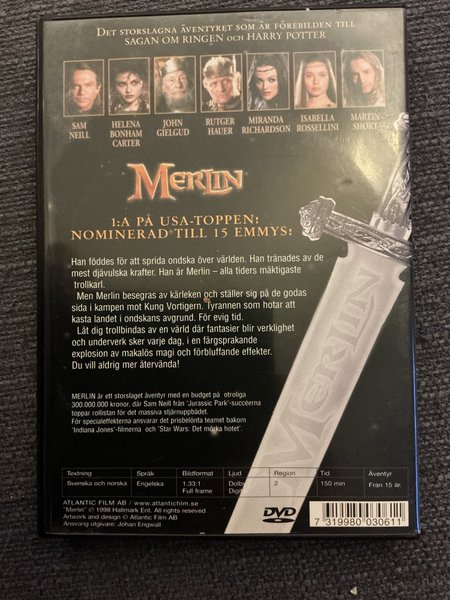 DET STORSLAGNA ÄVENTYRET SOM ÄR FÖREBILDEN TILL
SAGAN OM RINGEN OCH HARRY POTTER
SAM NEILL
HELENA BONHAM CARTER
JOHN GIELGUD
RUTGER HAUER
MIRANDA RICHARDSON
ISABELLA ROSSELLINI
MARTIN SHORT
MERLIN
1:A PÅ USA-TOPPEN!
NOMINERAD TILL 15 EMMYS!
Han föddes för att sprida ondska över världen. Han tränades av de
mest djävulska krafter. Han är Merlin – alla tiders mäktigaste
trollkarl.
Men Merlin besegras av kärleken och ställer sig på de godas
sida i kampen mot Kung Vortigern. Tyrannen som hotar att
kasta landet i ondskans avgrund. För evig tid.
Låt dig trollbindas av en värld där fantasier blir verklighet
och underverk sker varje dag, i en färgsprakande
explosion av makalös magi och förbluffande effekter.
Du vill aldrig mer återvända!
MERLIN är ett storslaget äventyr med en budget på otroliga
300.000.000 kronor, där Sam Neill från 'Jurassic Park'-succéerna
toppar rollistan för det massiva stjärnuppbådet.
För specialeffekterna ansvarar det prisbelönta teamet bakom
'Indiana Jones'-filmerna och 'Star Wars: Det mörka hotet'.
MERLIN
Textning Språk Bildformat Ljud Region Tid Äventyr
Svenska och norska Engelska 1:33:1 Dolby 2 150 min Från 15 år.
Full frame Digital
ATLANTIC FILM AB / www.atlanticfilm.se
"Merlin" © 1998 Hallmark Ent. All rights reseved
Artwork and design © Atlantic Film AB
Ansvarig utgivare: Johan Engwall
DVD
VIDEO
7 319980 030611